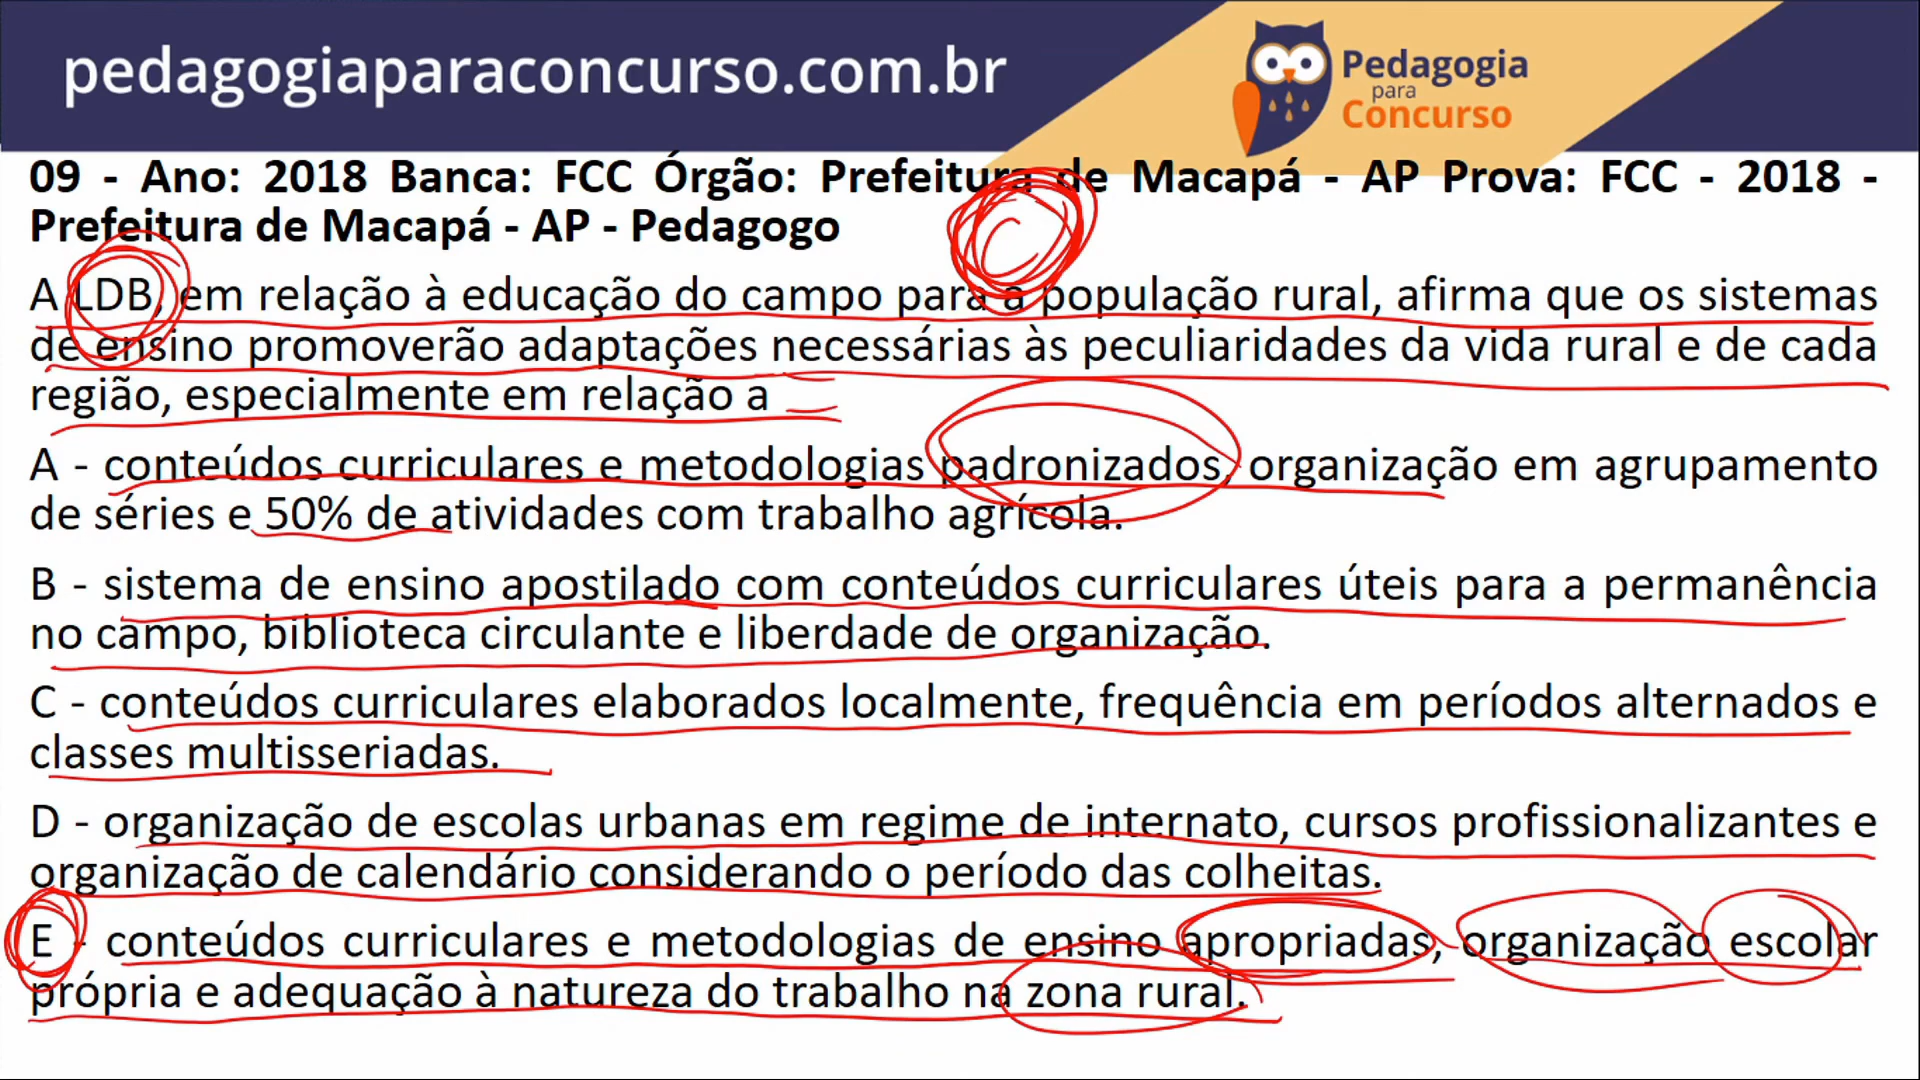 pedagogiaparaconcurso.com.br
Pedagogia
para
Concurso
09 - Ano: 2018 Banca: FCC Órgão: Prefeitura de Macapá - AP Prova: FCC - 2018 -
Prefeitura de Macapá - AP - Pedagogo
A LDB, em relação à educação do campo para a população rural, afirma que os sistemas
de ensino promoverão adaptações necessárias às peculiaridades da vida rural e de cada
região, especialmente em relação a
A - conteúdos curriculares e metodologias padronizados, organização em agrupamento
de séries e 50% de atividades com trabalho agrícola.
B - sistema de ensino apostilado com conteúdos curriculares úteis para a permanência
no campo, biblioteca circulante e liberdade de organização.
C - conteúdos curriculares elaborados localmente, frequência em períodos alternados e
classes multisseriadas.
D - organização de escolas urbanas em regime de internato, cursos profissionalizantes e
organização de calendário considerando o período das colheitas.
E - conteúdos curriculares e metodologias de ensino apropriadas, organização escolar
própria e adequação à natureza do trabalho na zona rural.